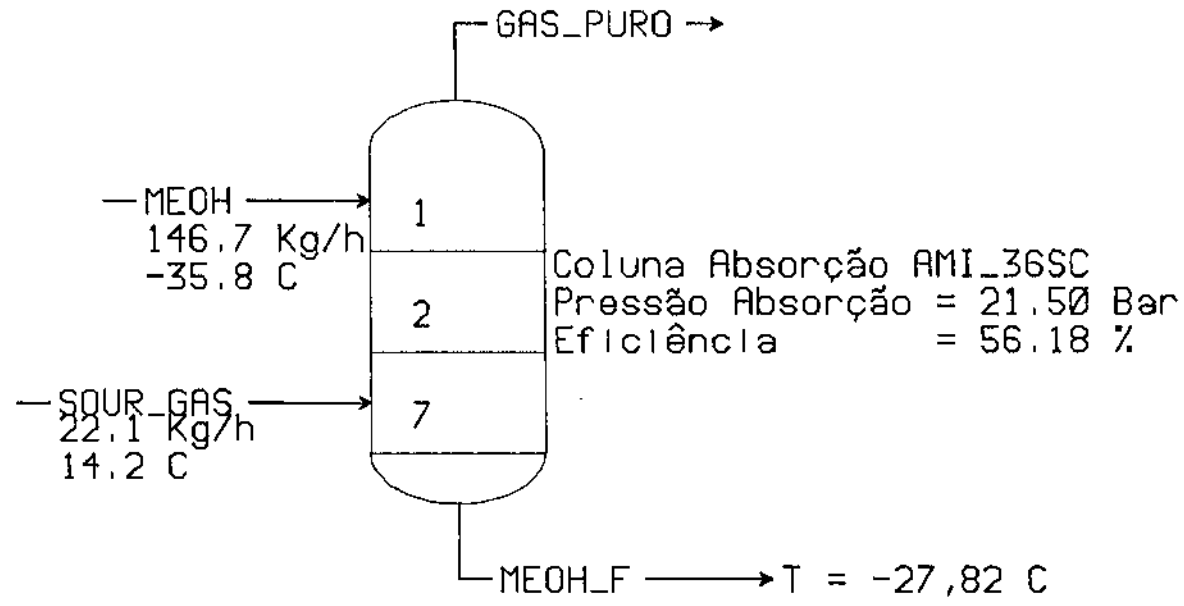 GAS_PURO
MEOH
146.7 Kg/h
-35.8 C
1
Coluna Absorção AMI_36SC
Pressão Absorção = 21.50 Bar
Eficiência = 56.18 %
2
SOUR_GAS
22.1 Kg/h
14.2 C
7
MEOH_F
T = -27,82 C